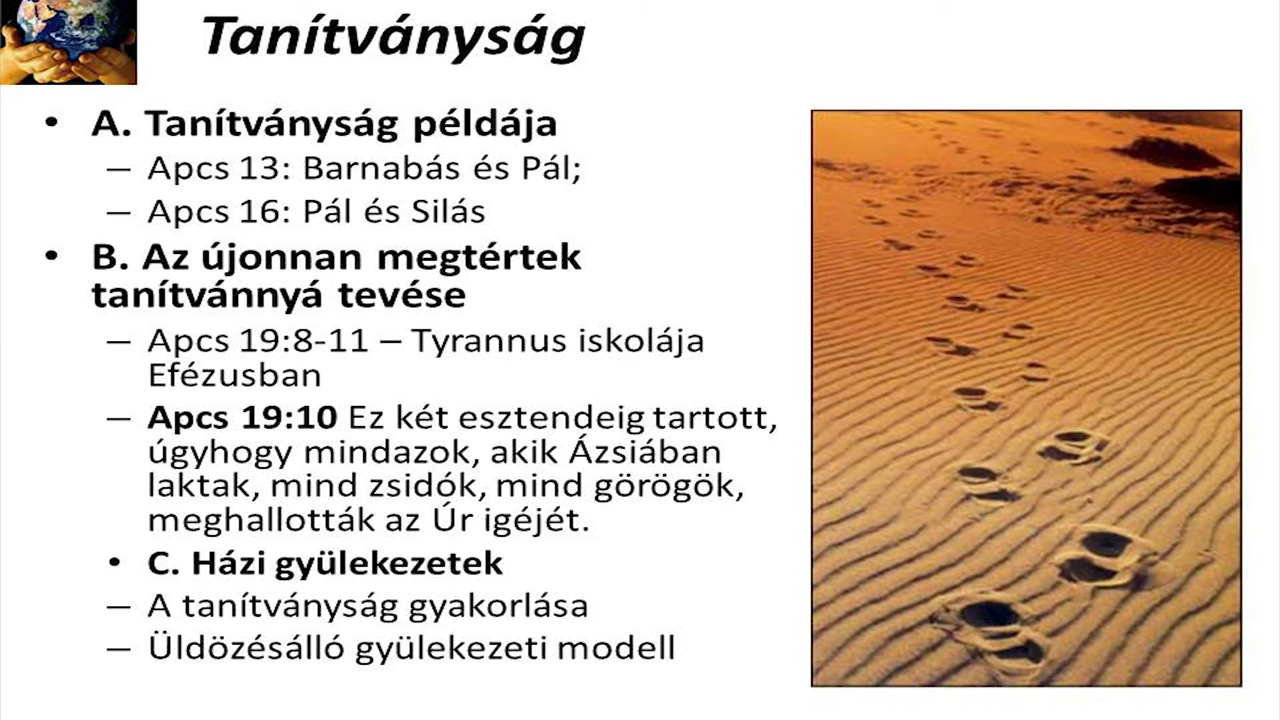 Tanítványság
• A. Tanítványság példája
– Apcs 13: Barnabás és Pál;
– Apcs 16: Pál és Silás
• B. Az újonnan megtértek
tanítvánnyá tevése
– Apcs 19:8-11 – Tyrannus iskolája
Efézusban
– Apcs 19:10 Ez két esztendeig tartott,
úgyhogy mindazok, akik Ázsiában
laktak, mind zsidók, mind görögök,
meghallották az Úr igéjét.
• C. Házi gyülekezetek
– A tanítványság gyakorlása
– Üldözésálló gyülekezeti modell